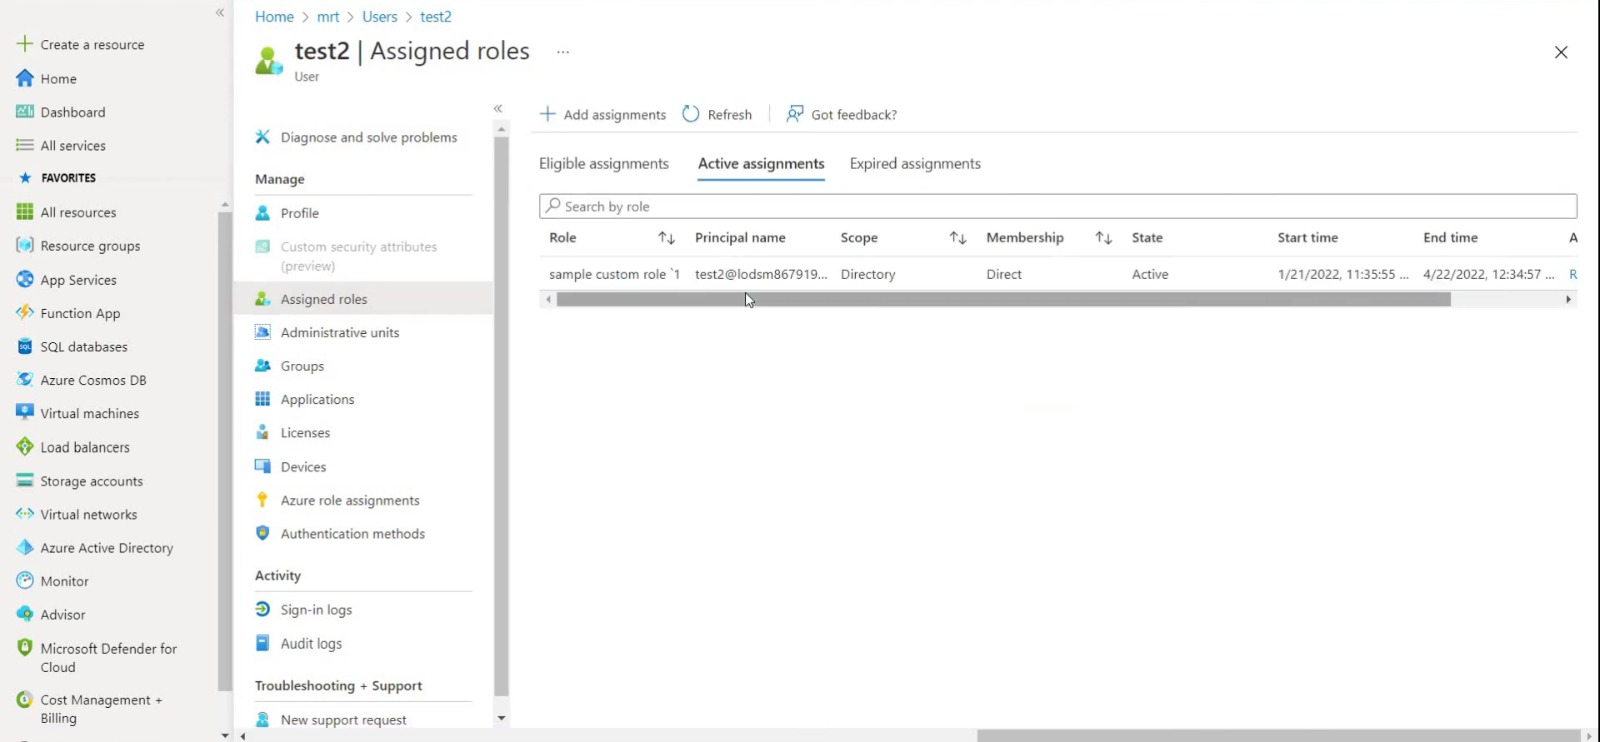 Create a resource
Home
Dashboard
All services
FAVORITES
All resources
Resource groups
App Services
Function App
SQL databases
Azure Cosmos DB
Virtual machines
Load balancers
Storage accounts
Virtual networks
Azure Active Directory
Monitor
Advisor
Microsoft Defender for
Cloud
Cost Management +
Billing
Home > mrt > Users > test2
test2 | Assigned roles ...
User
Diagnose and solve problems
Manage
Profile
Custom security attributes
(preview)
Assigned roles
Administrative units
Groups
Applications
Licenses
Devices
Azure role assignments
Authentication methods
Activity
Sign-in logs
Audit logs
Troubleshooting + Support
New support request
Add assignments Refresh Got feedback?
Eligible assignments Active assignments Expired assignments
Search by role
Role Principal name Scope Membership State Start time End time A
sample custom role `1 test2@lodsm867919... Directory Direct Active 1/21/2022, 11:35:55 ... 4/22/2022, 12:34:57 ... R